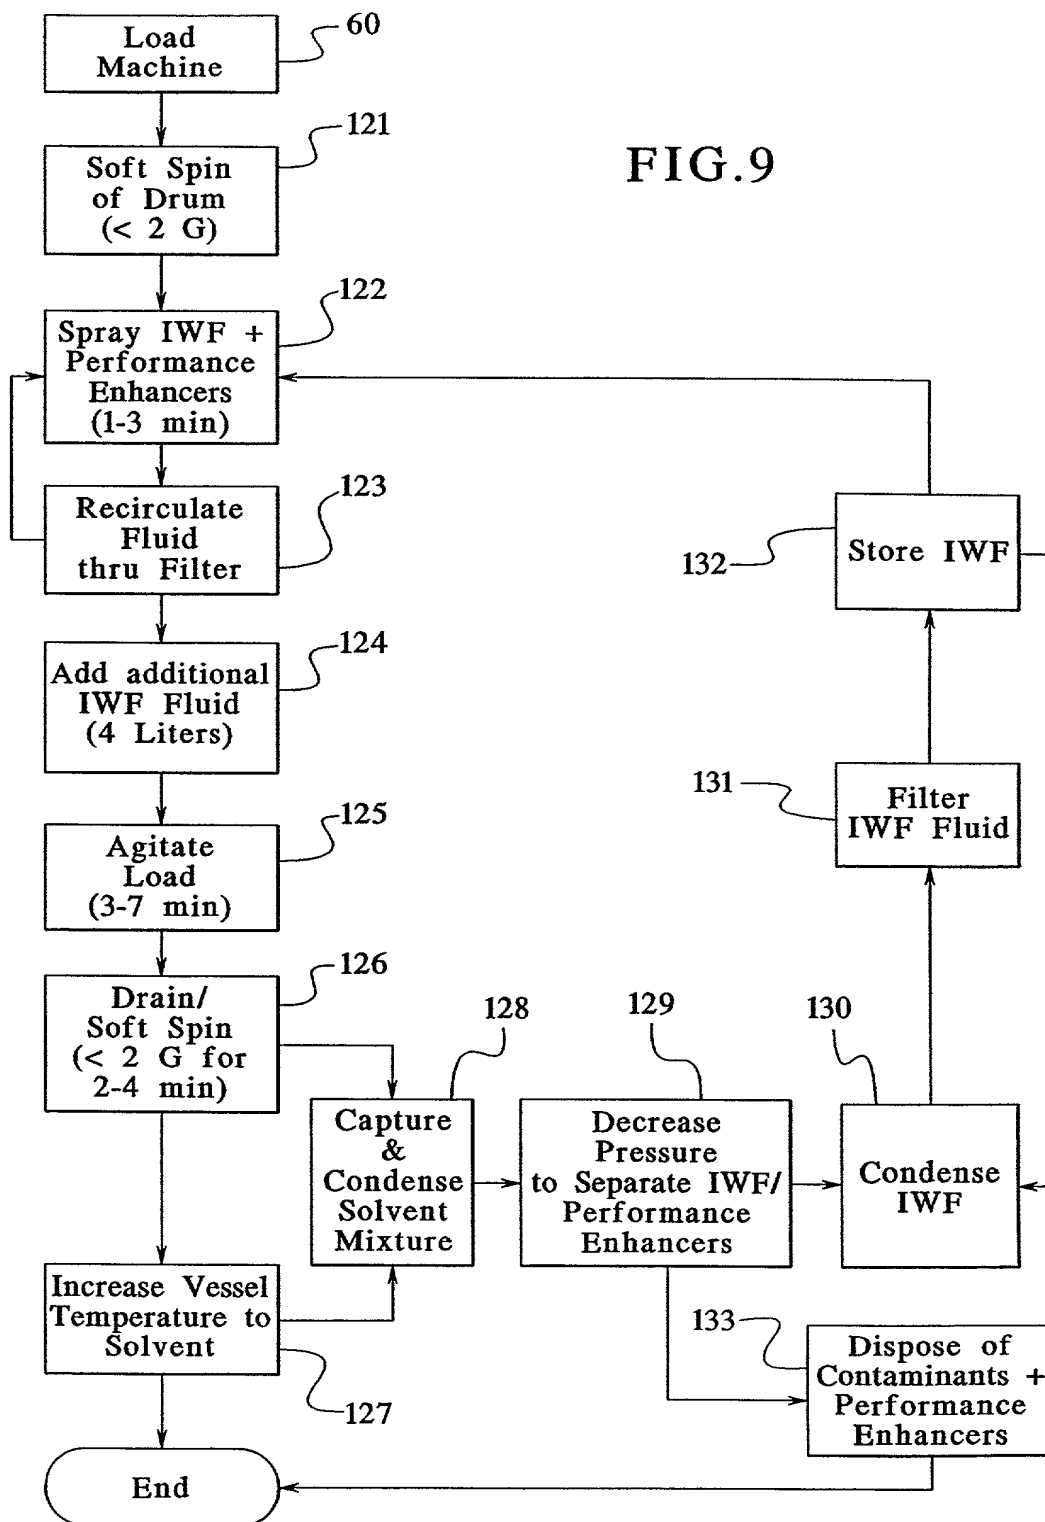 Load
Machine
60
FIG.9
Soft Spin
of Drum
(< 2 G)
121
Spray IWF +
Performance
Enhancers
(1-3 min)
122
Recirculate
Fluid
thru Filter
123
Add additional
IWF Fluid
(4 Liters)
124
Agitate
Load
(3-7 min)
125
Drain/
Soft Spin
(< 2 G for
2-4 min)
126
Increase Vessel
Temperature to
Solvent
127
End
Capture
&
Condense
Solvent
Mixture
128
Decrease
Pressure
to Separate IWF/
Performance
Enhancers
129
Condense
IWF
130
Filter
IWF Fluid
131
Store IWF
132
Dispose of
Contaminants +
Performance
Enhancers
133